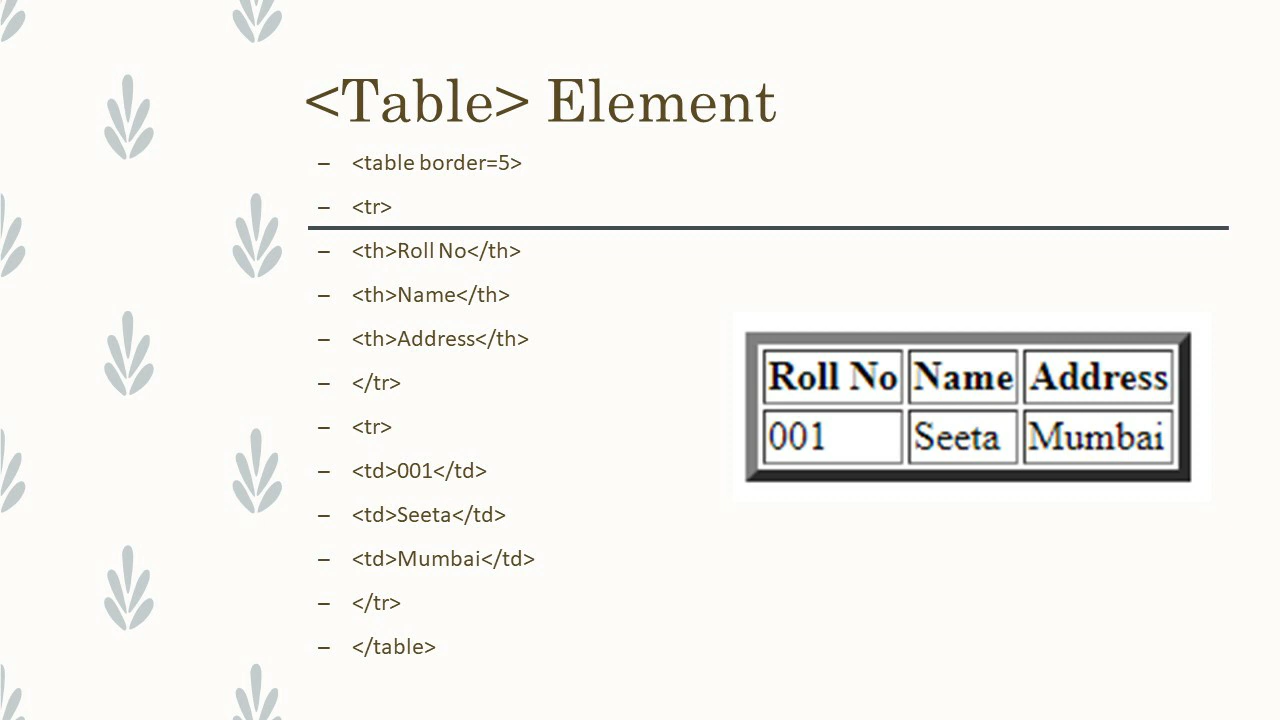 <Table> Element
– <table border=5>
– <tr>
– <th>Roll No</th>
– <th>Name</th>
– <th>Address</th>
– </tr>
– <tr>
– <td>001</td>
– <td>Seeta</td>
– <td>Mumbai</td>
– </tr>
– </table>
Roll No Name Address
001 Seeta Mumbai